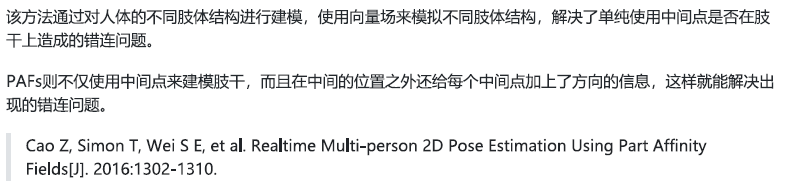 该方法通过对人体的不同肢体结构进行建模，使用向量场来模拟不同肢体结构，解决了单纯使用中间点是否在肢
干上造成的错连问题。
PAFs则不仅使用中间点来建模肢干，而且在中间的位置之外还给每个中间点加上了方向的信息，这样就能解决出
现的错连问题。
Cao Z, Simon T, Wei S E, et al. Realtime Multi-person 2D Pose Estimation Using Part Affinity
Fields[J]. 2016:1302-1310.